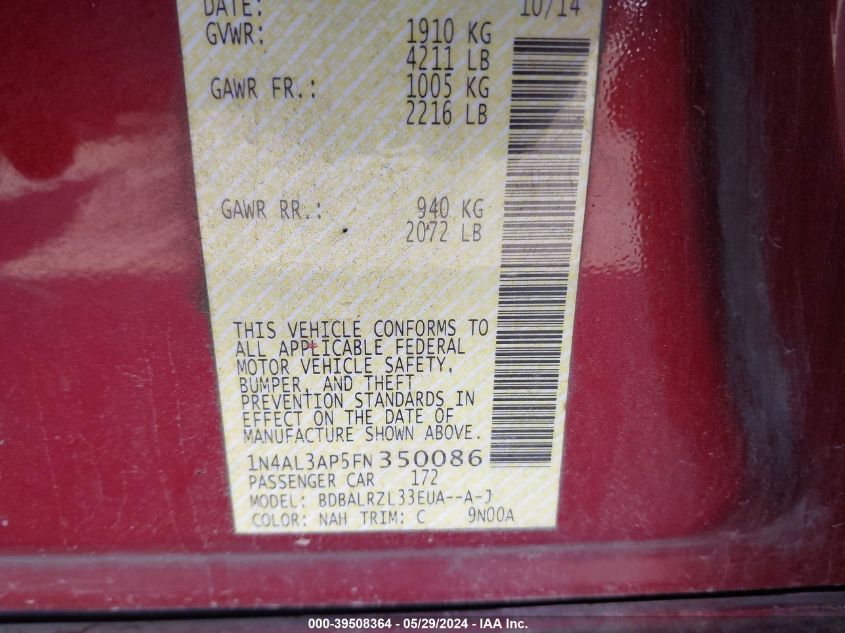 DATE: 10/14
GVWR: 1910 KG
4211 LB
GAWR FR.: 1005 KG
2216 LB
GAWR RR.: 940 KG
2072 LB
THIS VEHICLE CONFORMS TO
ALL APPLICABLE FEDERAL
MOTOR VEHICLE SAFETY,
BUMPER, AND THEFT
PREVENTION STANDARDS IN
EFFECT ON THE DATE OF
MANUFACTURE SHOWN ABOVE.
1N4AL3AP5FN350086
PASSENGER CAR 172
MODEL: BDBALRZL33EUA--A-J
COLOR: NAH TRIM: C 9N00A
000-39508364 - 05/29/2024 - IAA Inc.